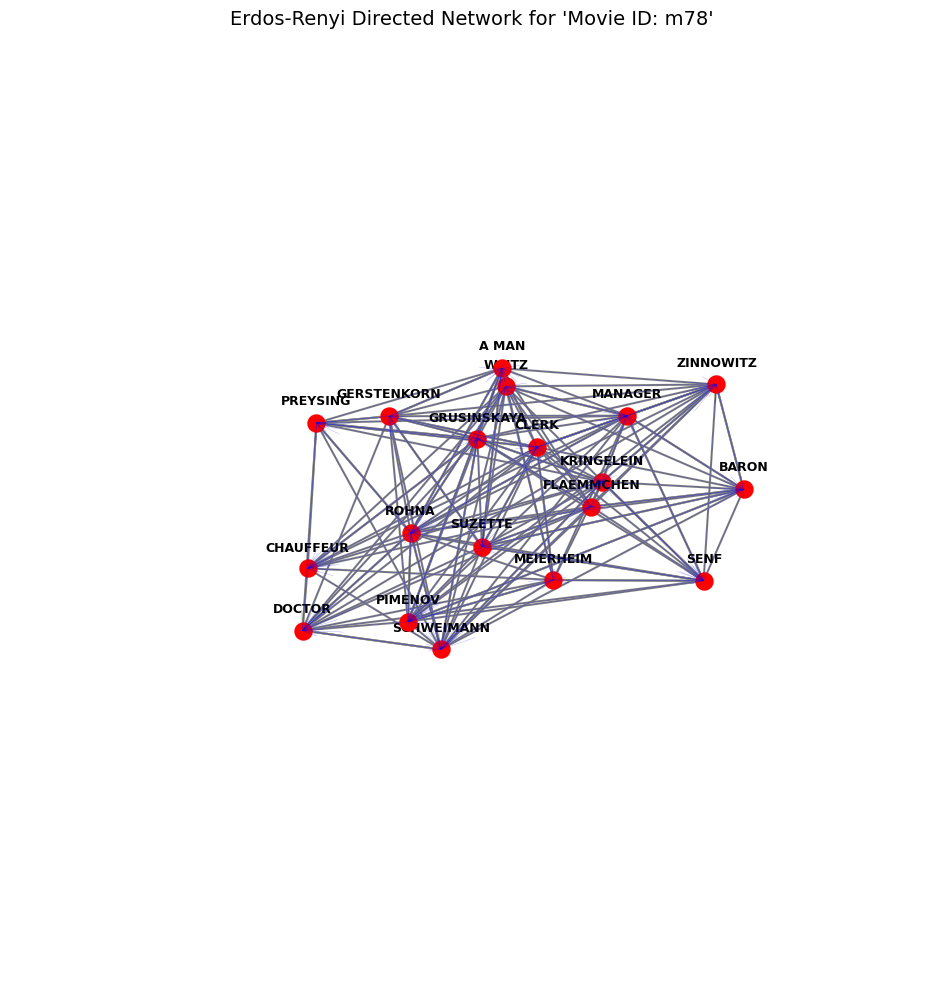 Erdos-Renyi Directed Network for 'Movie ID: m78'
A MAN
ZINNOWITZ
GERSTENKORN
MANAGER
PREYSING
GRUSINSKAYA
CLERK
KRINGELEIN
BARON
FLAEMMCHEN
ROHNA
SUZETTE
CHAUFFEUR
MEIERHEIM
SENF
PIMENOV
DOCTOR
SCHWEIMANN